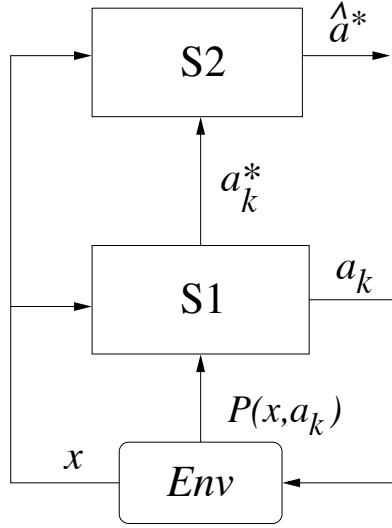 â*
S2
a*k
S1
ak
P(x,ak)
x
Env